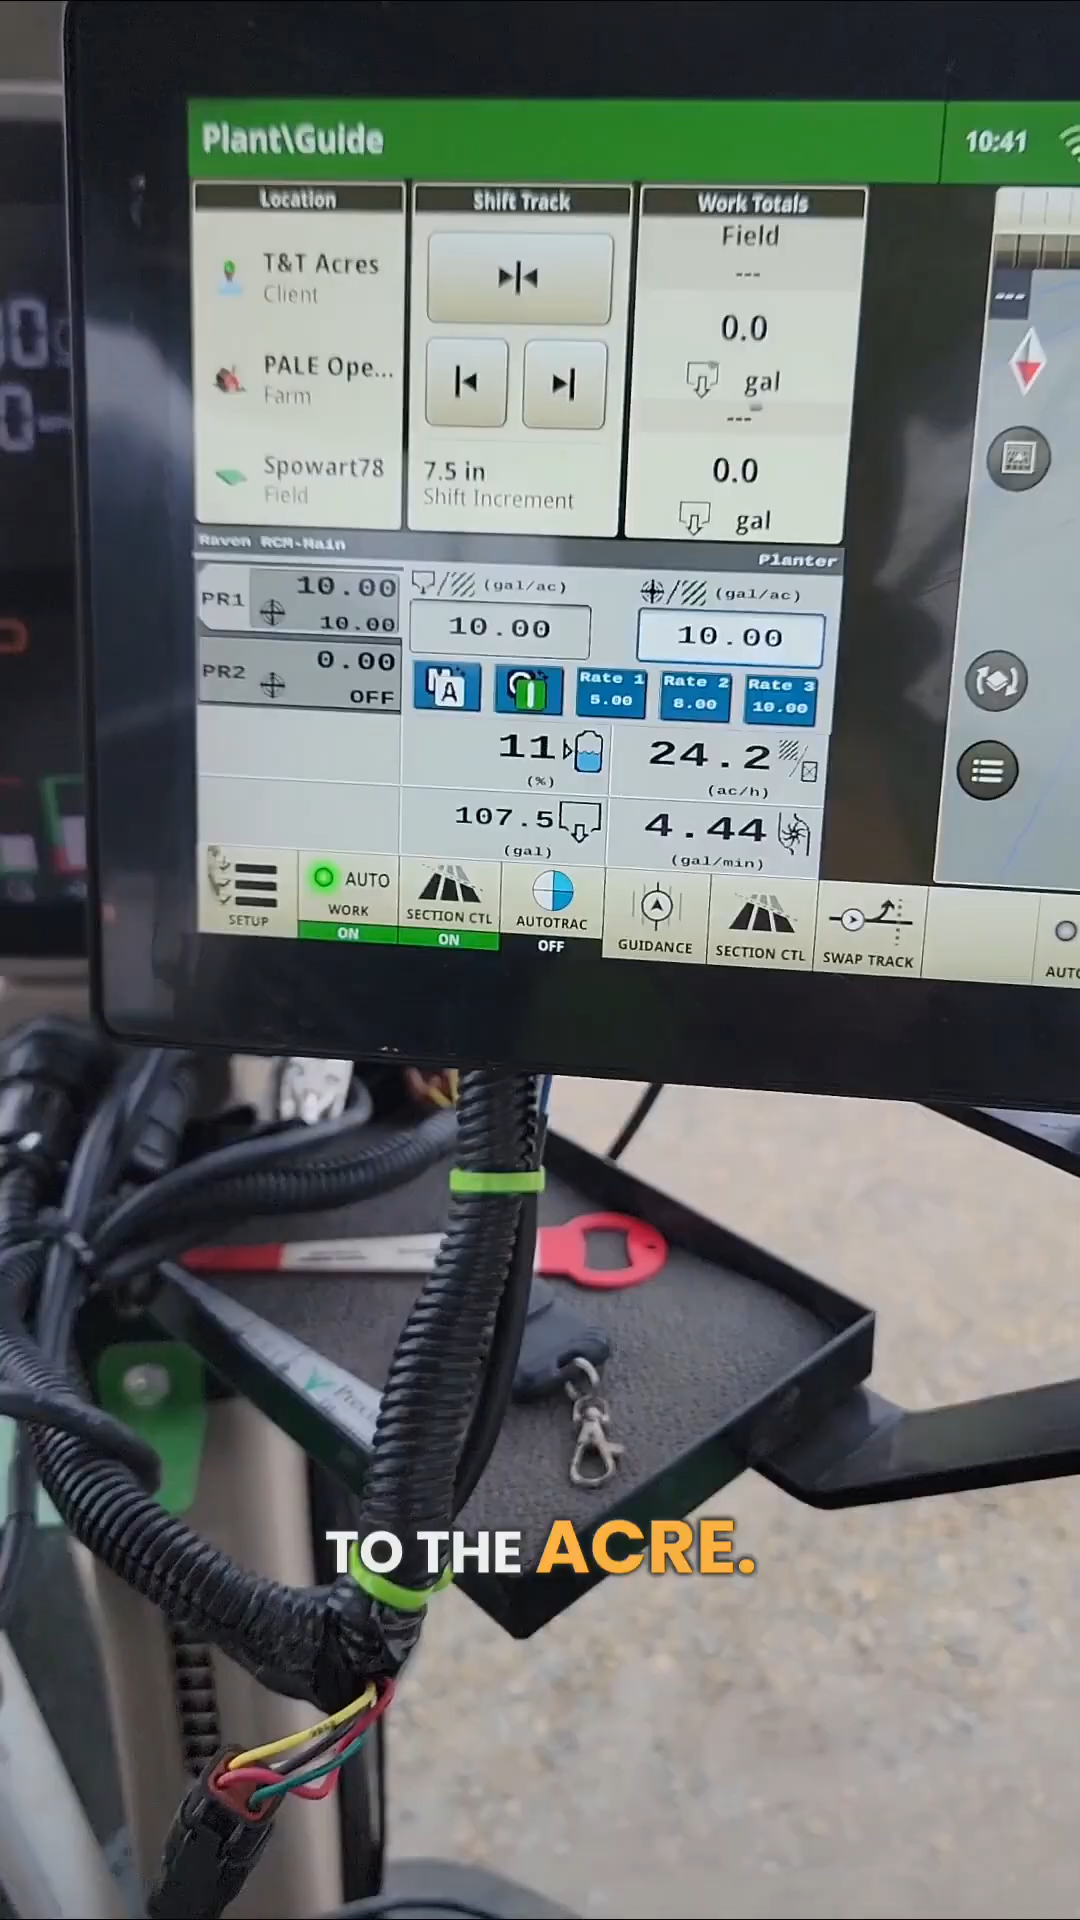 Plant\Guide
10:41
Location
T&T Acres
Client
PALE Ope...
Farm
Spowart78
Field
Shift Track
7.5 in
Shift Increment
Work Totals
Field
---
0.0
gal
---
0.0
gal
---
Raven RCM-Main
Planter
PR1
10.00
10.00
PR2
0.00
OFF
(gal/ac)
10.00
(gal/ac)
10.00
A
Rate 1
5.00
Rate 2
8.00
Rate 3
10.00
11
(%)
24.2
(ac/h)
107.5
(gal)
4.44
(gal/min)
SETUP
AUTO
WORK
ON
SECTION CTL
ON
AUTOTRAC
OFF
GUIDANCE
SECTION CTL
SWAP TRACK
AUTO
TO THE ACRE.